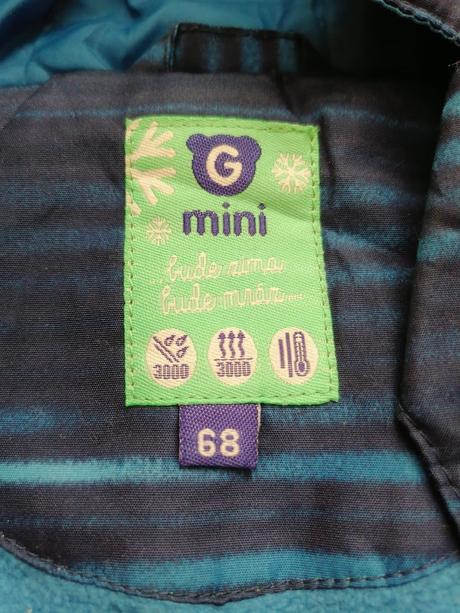 G
mini
...bude zima
bude mráz...
3000 3000
68